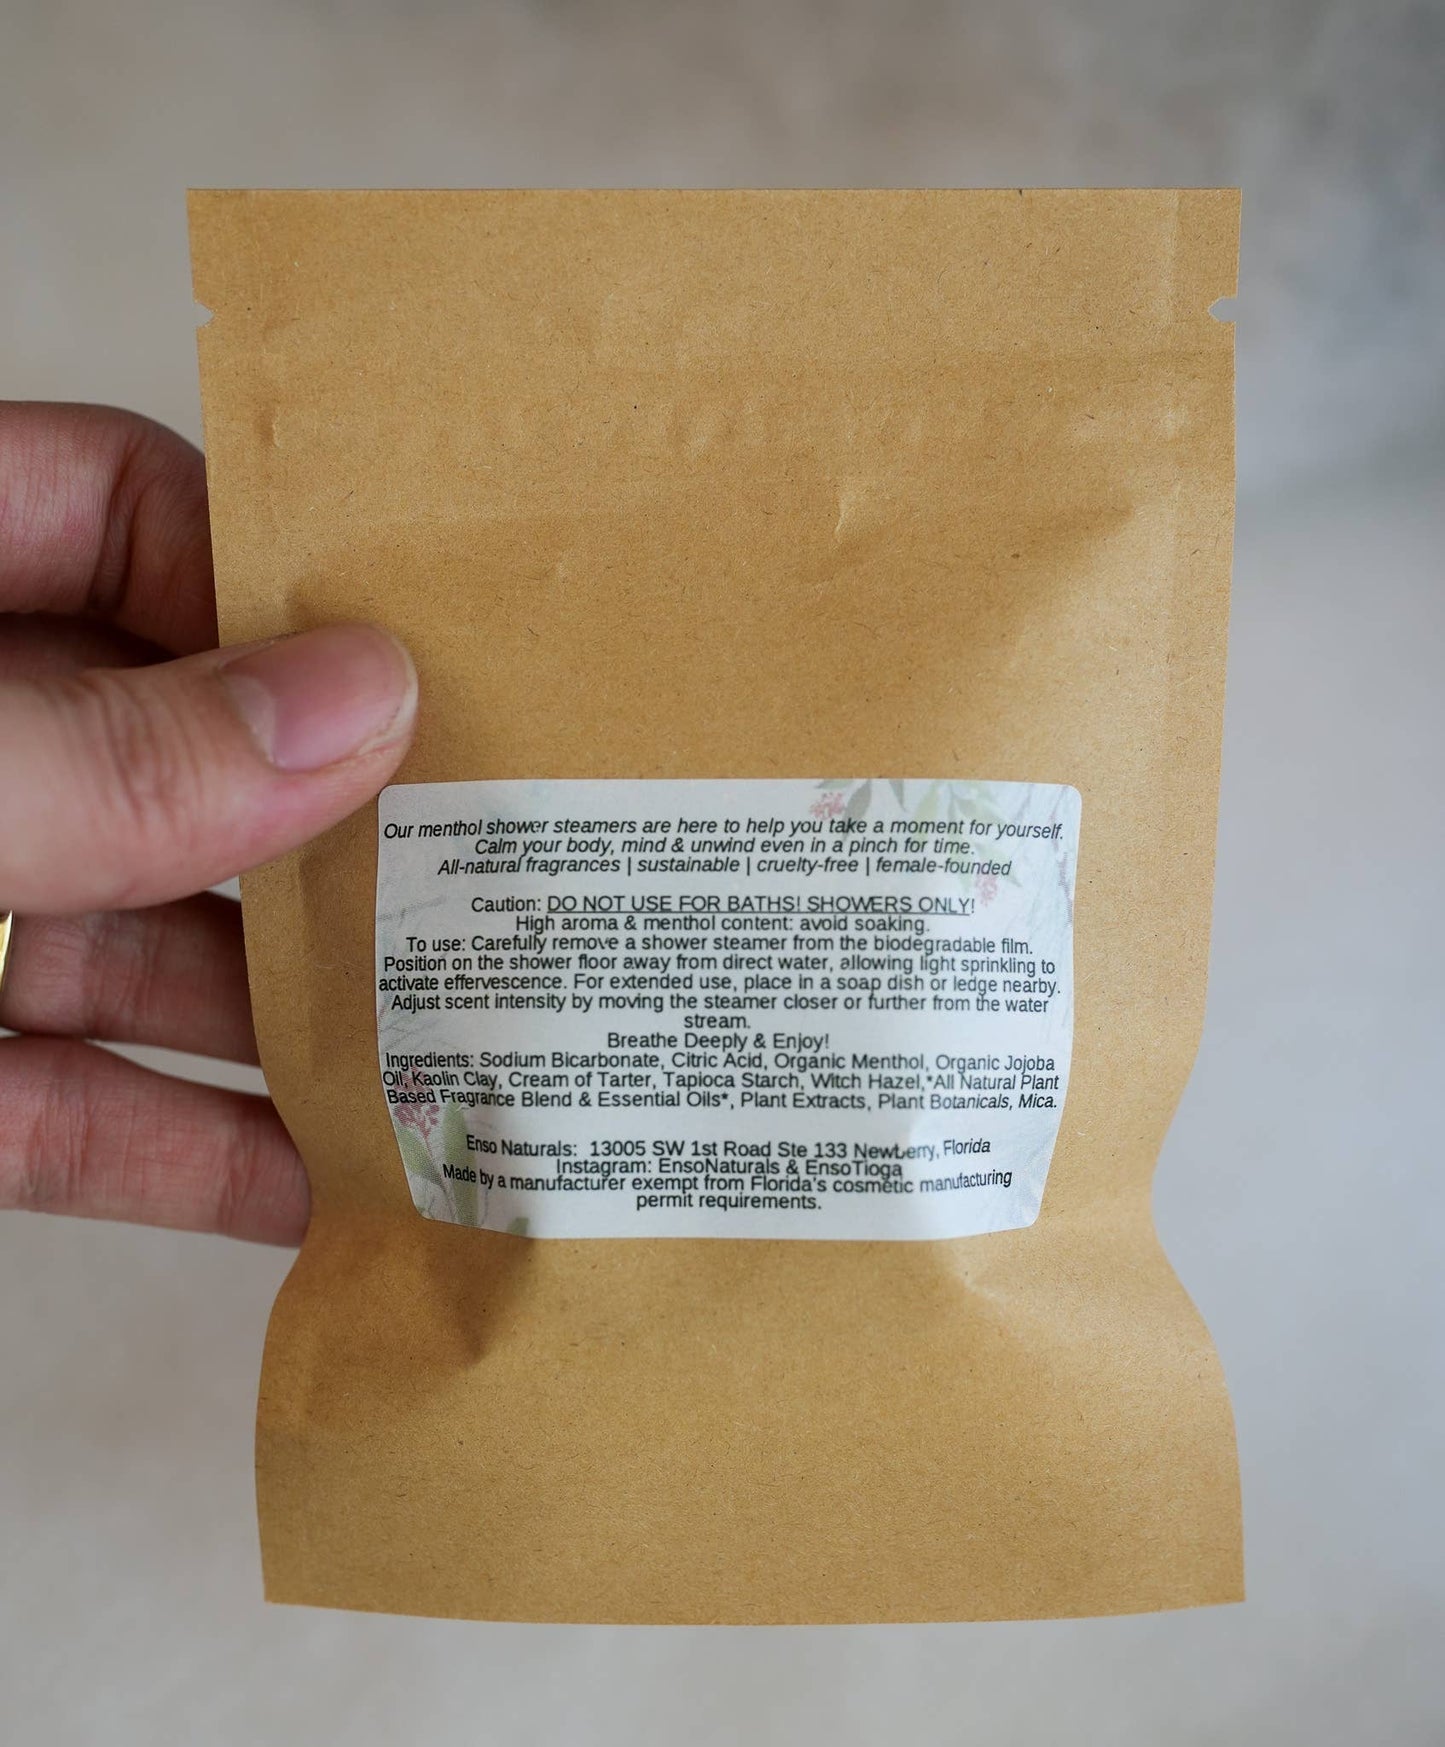 Our menthol shower steamers are here to help you take a moment for yourself.
Calm your body, mind & unwind even in a pinch for time.
All-natural fragrances | sustainable | cruelty-free | female-founded
Caution: DO NOT USE FOR BATHS! SHOWERS ONLY!
High aroma & menthol content: avoid soaking.
To use: Carefully remove a shower steamer from the biodegradable film.
Position on the shower floor away from direct water, allowing light sprinkling to
activate effervescence. For extended use, place in a soap dish or ledge nearby.
Adjust scent intensity by moving the steamer closer or further from the water
stream.
Breathe Deeply & Enjoy!
Ingredients: Sodium Bicarbonate, Citric Acid, Organic Menthol, Organic Jojoba
Oil, Kaolin Clay, Cream of Tarter, Tapioca Starch, Witch Hazel,*All Natural Plant
Based Fragrance Blend & Essential Oils*, Plant Extracts, Plant Botanicals, Mica.
Enso Naturals: 13005 SW 1st Road Ste 133 Newberry, Florida
Instagram: EnsoNaturals & EnsoTioga
Made by a manufacturer exempt from Florida's cosmetic manufacturing
permit requirements.